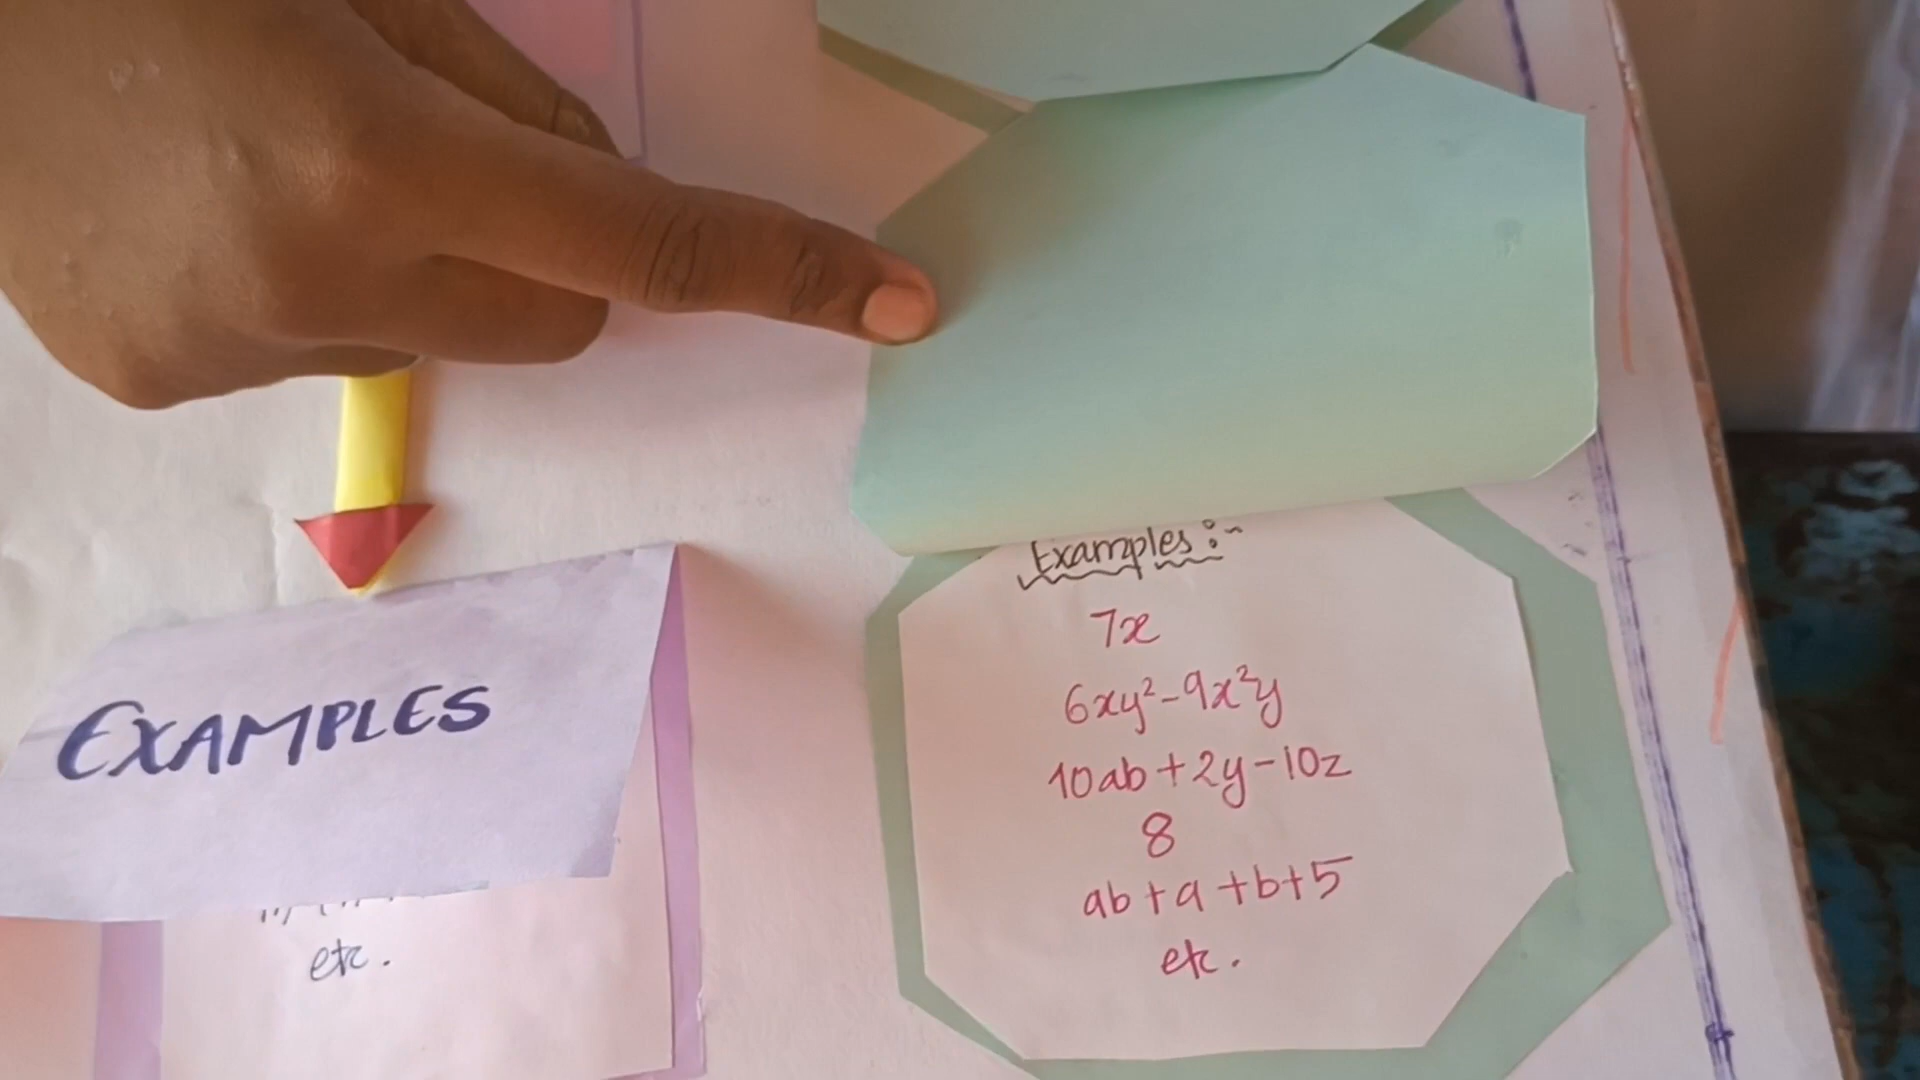 EXAMPLES
etc.
Examples :-
7x
6xy²-9x²y
10ab+2y-10z
8
ab+a+b+5
etc.